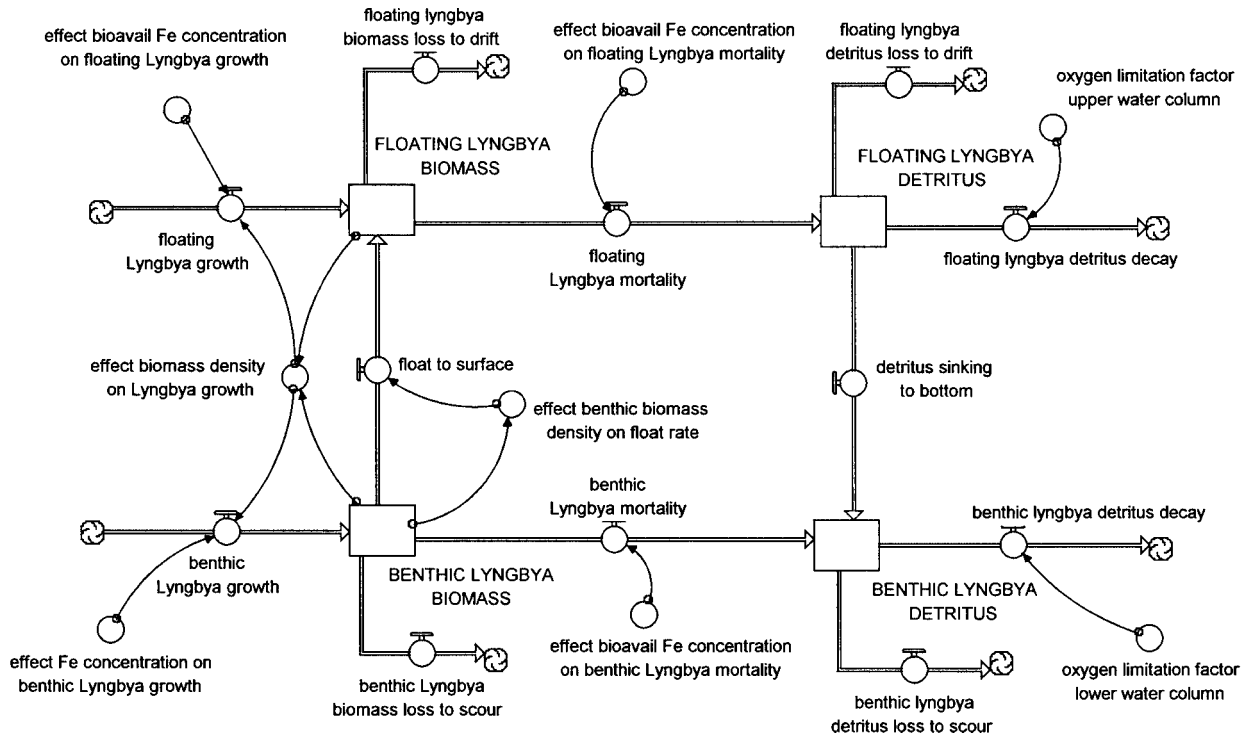 floating lyngbya
biomass loss to drift
effect bioavail Fe concentration
on floating Lyngbya growth
effect bioavail Fe concentration
on floating Lyngbya mortality
floating lyngbya
detritus loss to drift
oxygen limitation factor
upper water column
FLOATING LYNGBYA
BIOMASS
FLOATING LYNGBYA
DETRITUS
floating
Lyngbya growth
floating
Lyngbya mortality
floating lyngbya detritus decay
effect biomass density
on Lyngbya growth
float to surface
detritus sinking
to bottom
effect benthic biomass
density on float rate
benthic
Lyngbya mortality
benthic lyngbya detritus decay
benthic
Lyngbya growth
BENTHIC LYNGBYA
BIOMASS
BENTHIC LYNGBYA
DETRITUS
effect Fe concentration on
benthic Lyngbya growth
benthic Lyngbya
biomass loss to scour
effect bioavail Fe concentration
on benthic Lyngbya mortality
benthic lyngbya
detritus loss to scour
oxygen limitation factor
lower water column